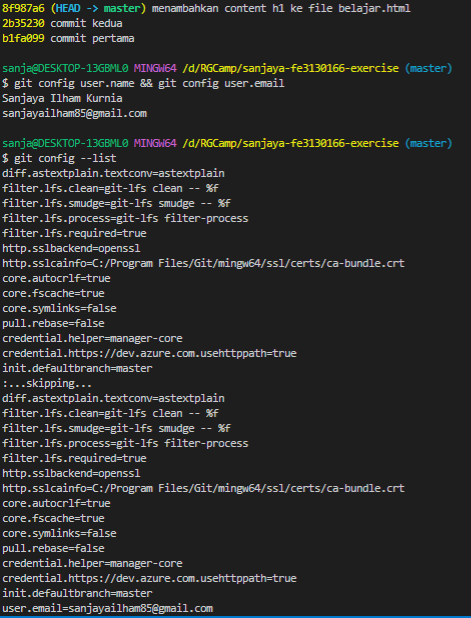 8f987a6 (HEAD -> master) menambahkan content h1 ke file belajar.html
2b35230 commit kedua
b1fa099 commit pertama
sanja@DESKTOP-13GBML0 MINGW64 /d/RGCamp/sanjaya-fe3130166-exercise (master)
$ git config user.name && git config user.email
Sanjaya Ilham Kurnia
sanjayailham85@gmail.com
sanja@DESKTOP-13GBML0 MINGW64 /d/RGCamp/sanjaya-fe3130166-exercise (master)
$ git config --list
diff.astextplain.textconv=astextplain
filter.lfs.clean=git-lfs clean -- %f
filter.lfs.smudge=git-lfs smudge -- %f
filter.lfs.process=git-lfs filter-process
filter.lfs.required=true
http.sslbackend=openssl
http.sslcainfo=C:/Program Files/Git/mingw64/ssl/certs/ca-bundle.crt
core.autocrlf=true
core.fscache=true
core.symlinks=false
pull.rebase=false
credential.helper=manager-core
credential.https://dev.azure.com.usehttppath=true
init.defaultbranch=master
:...skipping...
diff.astextplain.textconv=astextplain
filter.lfs.clean=git-lfs clean -- %f
filter.lfs.smudge=git-lfs smudge -- %f
filter.lfs.process=git-lfs filter-process
filter.lfs.required=true
http.sslbackend=openssl
http.sslcainfo=C:/Program Files/Git/mingw64/ssl/certs/ca-bundle.crt
core.autocrlf=true
core.fscache=true
core.symlinks=false
pull.rebase=false
credential.helper=manager-core
credential.https://dev.azure.com.usehttppath=true
init.defaultbranch=master
user.email=sanjayailham85@gmail.com